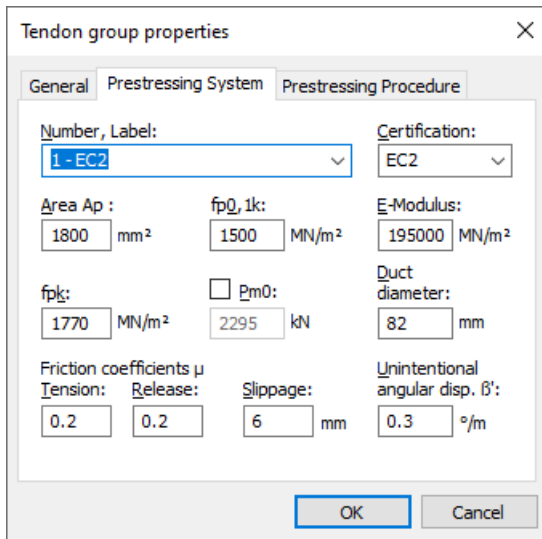 Tendon group properties
General Prestressing System Prestressing Procedure
Number, Label: Certification:
1 - EC2 EC2
Area Ap : fp0,1k: E-Modulus:
1800 mm² 1500 MN/m² 195000 MN/m²
Duct
fpk: Pm0: diameter:
1770 MN/m² 2295 kN 82 mm
Friction coefficients μ Unintentional
Tension: Release: Slippage: angular disp. ß':
0.2 0.2 6 mm 0.3 °/m
OK Cancel